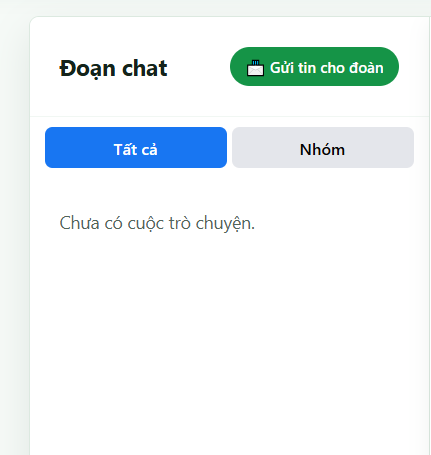 Đoạn chat
Gửi tin cho đoàn
Tất cả
Nhóm
Chưa có cuộc trò chuyện.